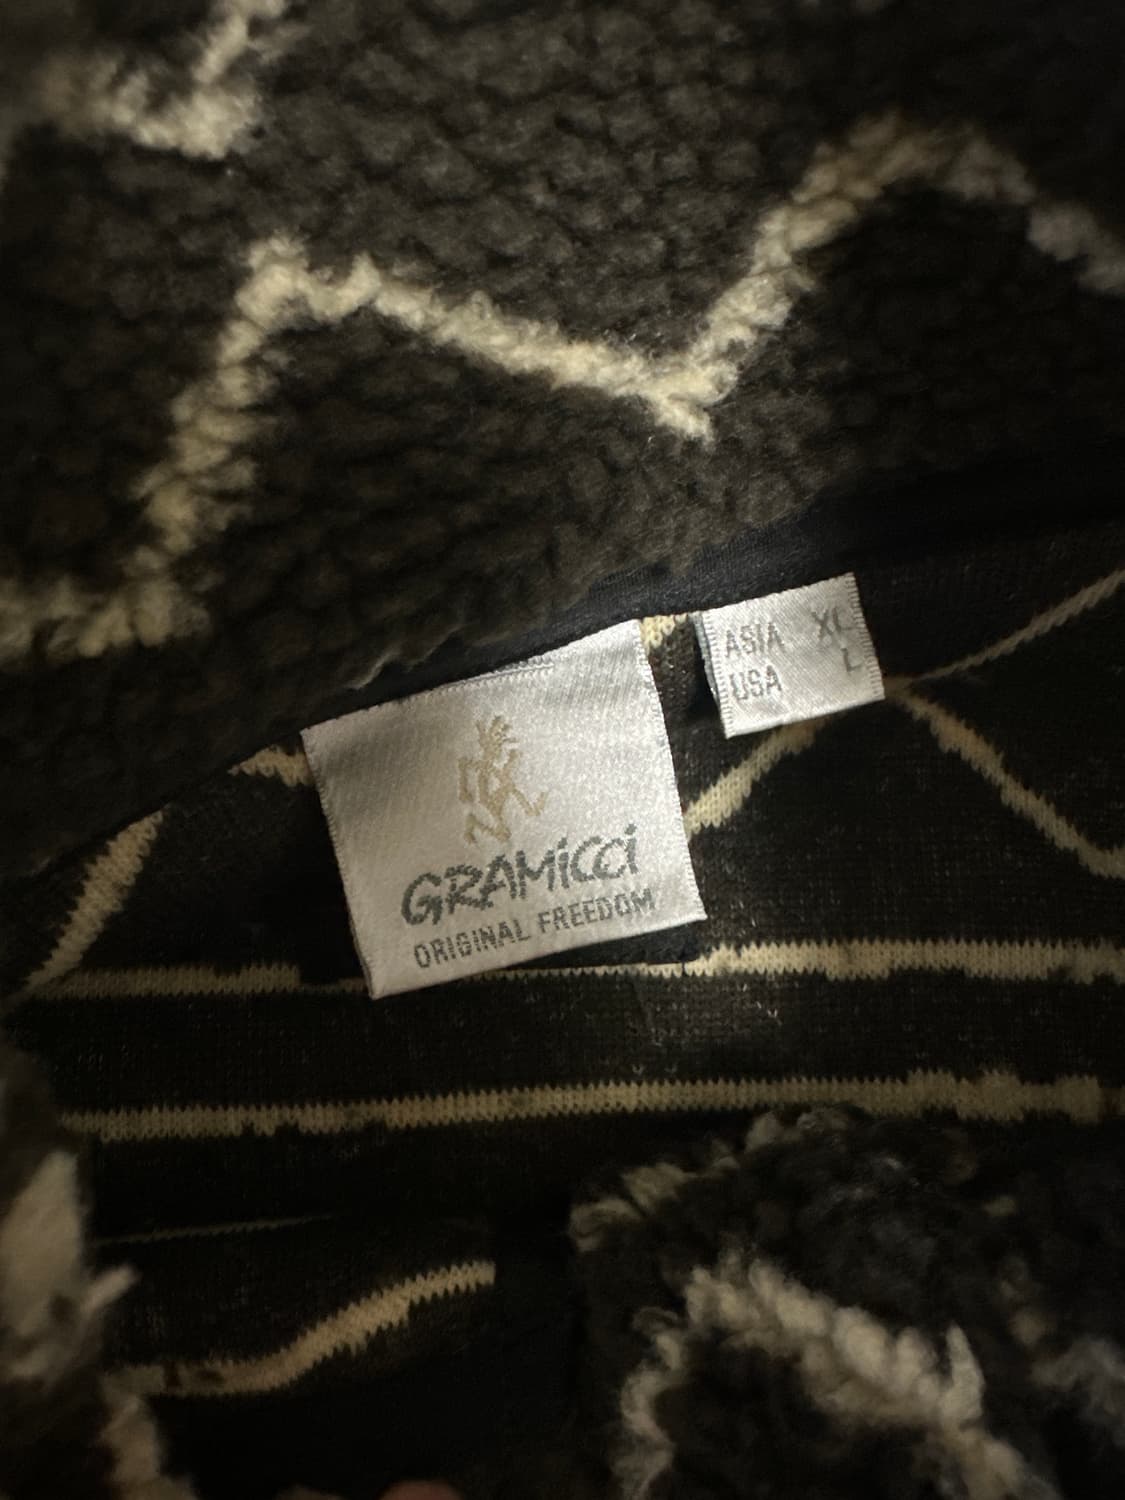 ASIA XL
USA L
GRAMiCCi
ORIGINAL FREEDOM